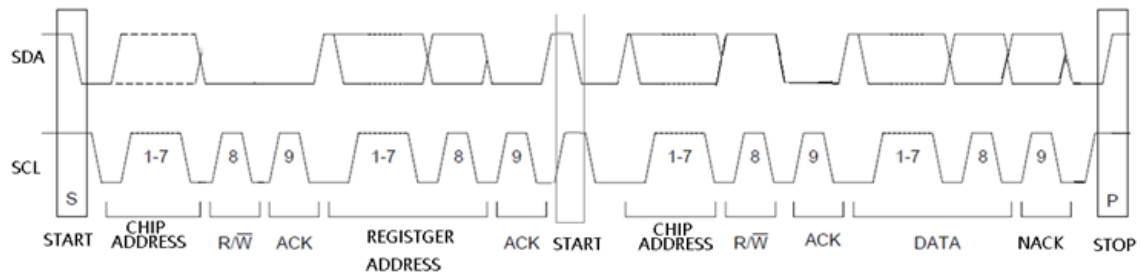 SDA
SCL
1-7 8 9 1-7 8 9 1-7 8 9 1-7 8 9
S P
START CHIP ADDRESS R/W̅ ACK REGISTGER ADDRESS ACK START CHIP ADDRESS R/W̅ ACK DATA NACK STOP